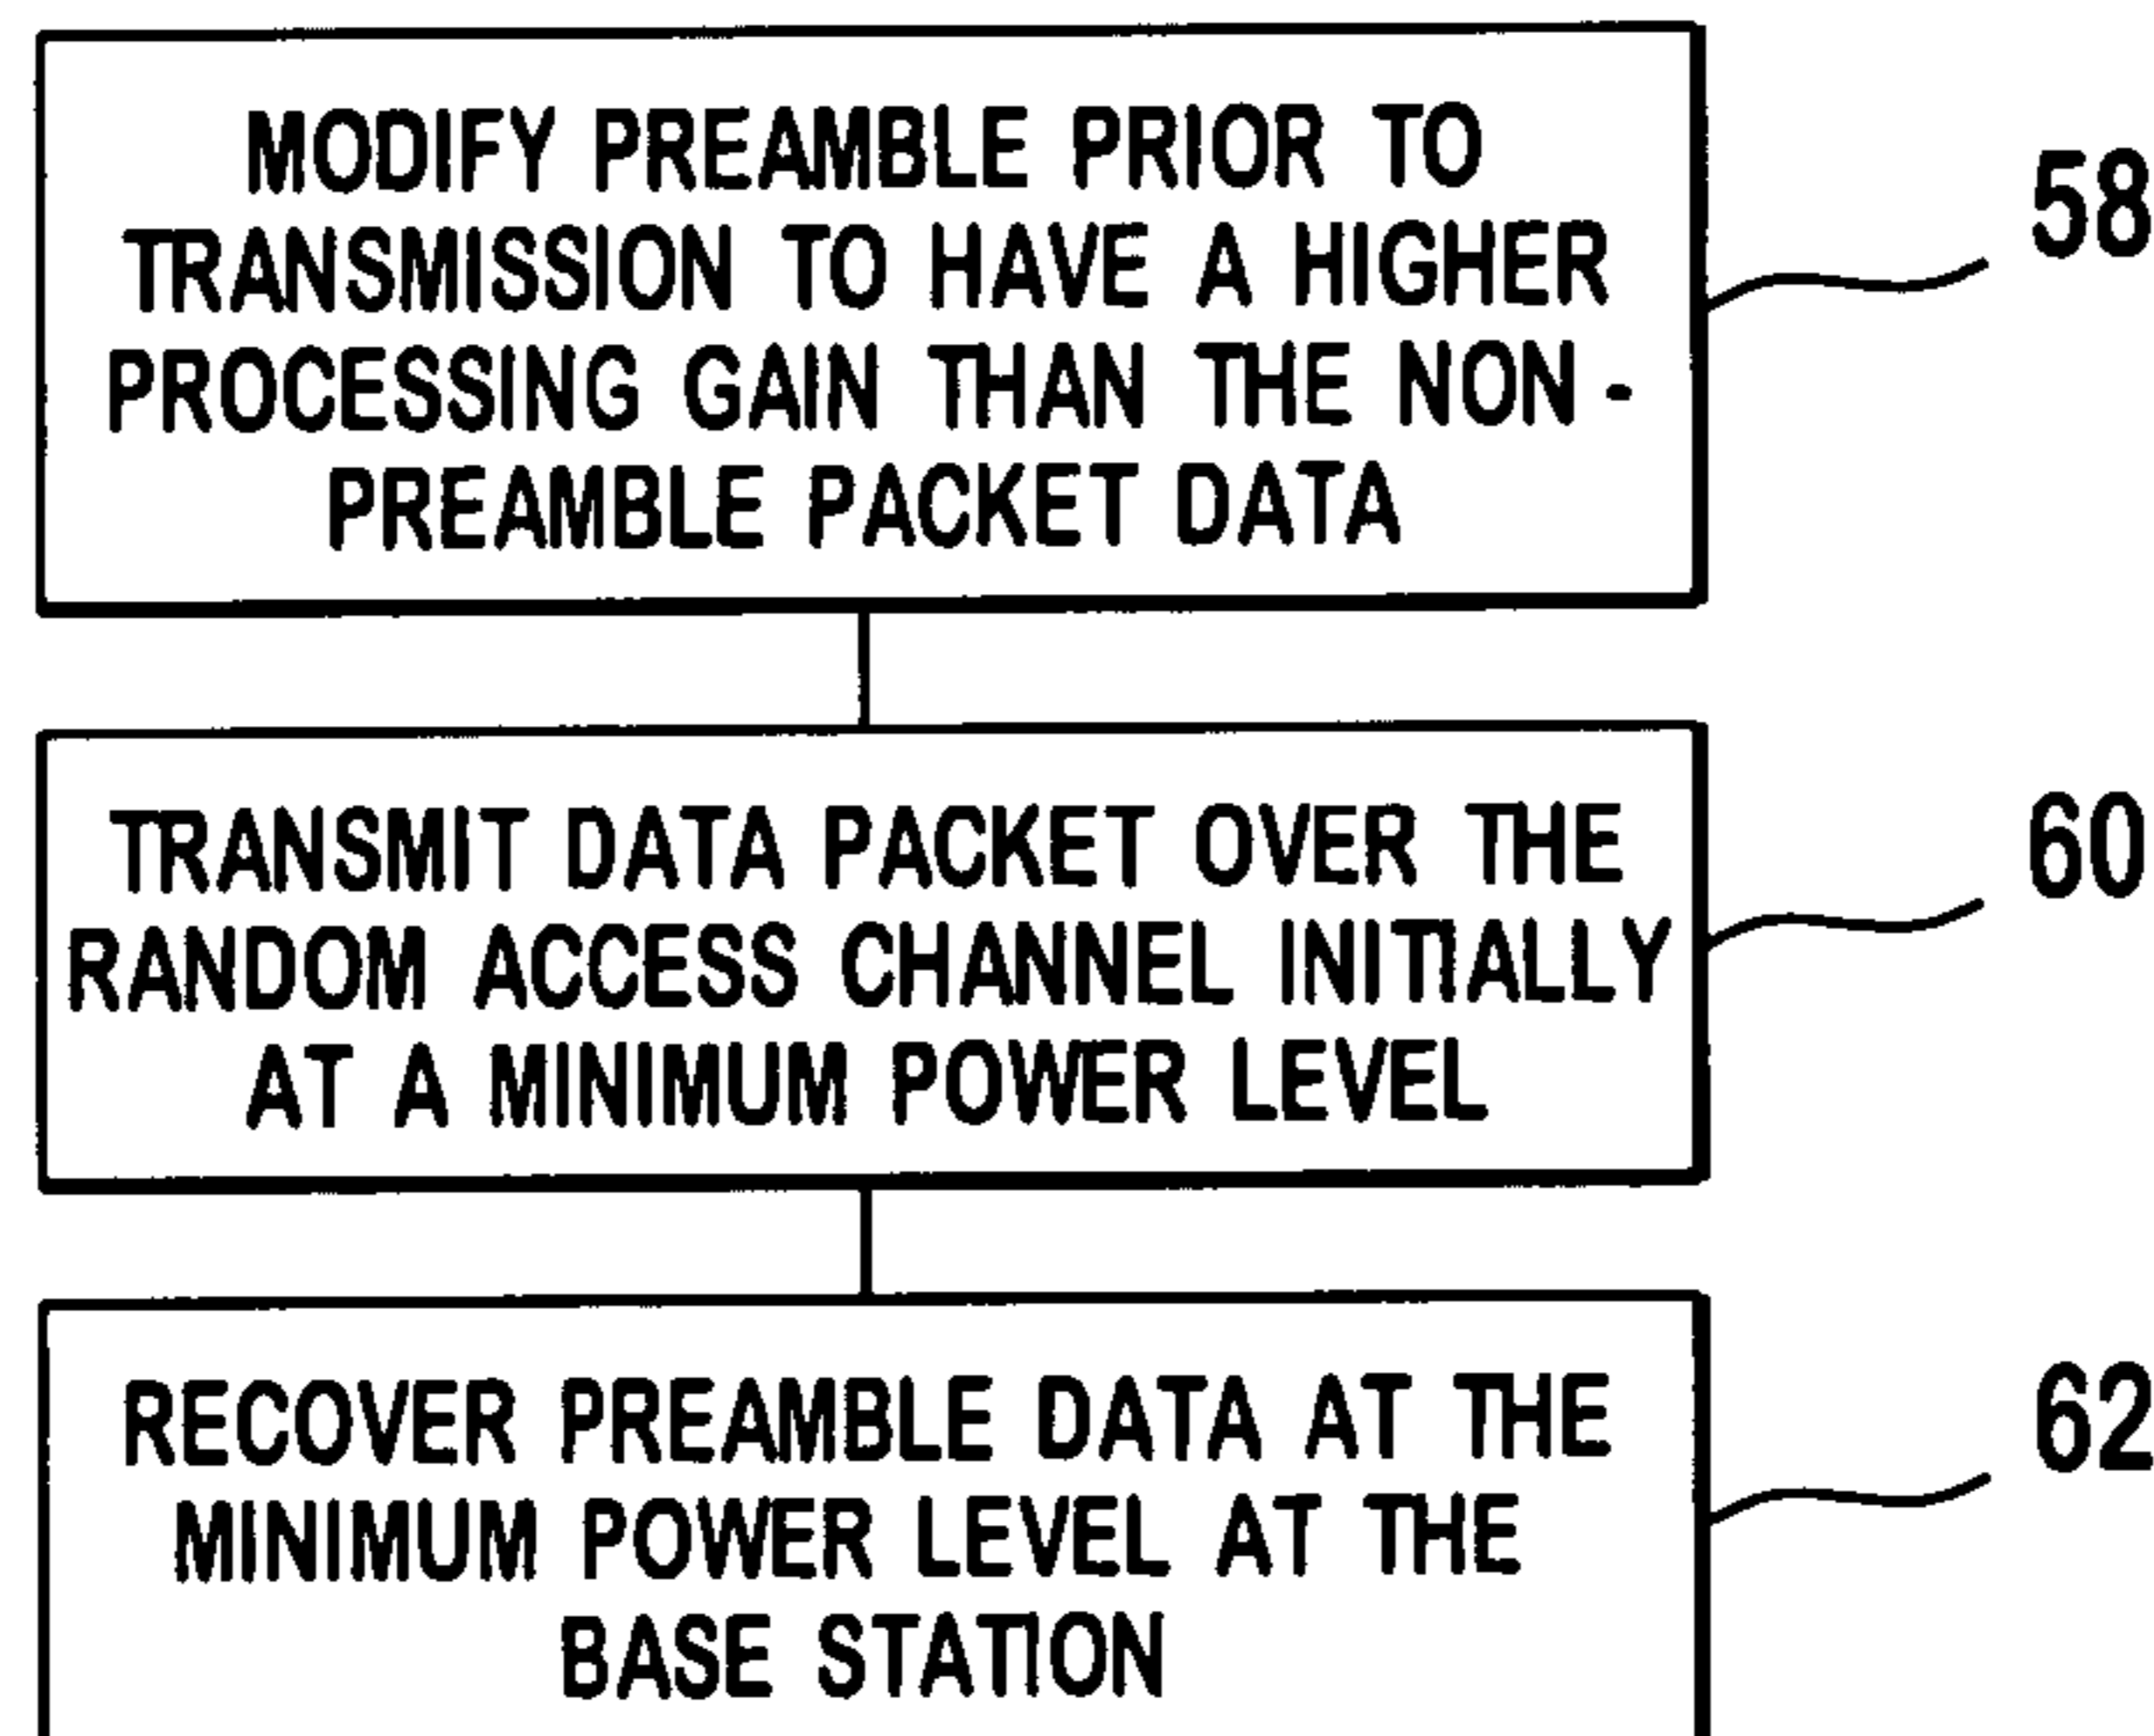 MODIFY PREAMBLE PRIOR TO
TRANSMISSION TO HAVE A HIGHER
PROCESSING GAIN THAN THE NON-
PREAMBLE PACKET DATA
58
TRANSMIT DATA PACKET OVER THE
RANDOM ACCESS CHANNEL INITIALLY
AT A MINIMUM POWER LEVEL
60
RECOVER PREAMBLE DATA AT THE
MINIMUM POWER LEVEL AT THE
BASE STATION
62